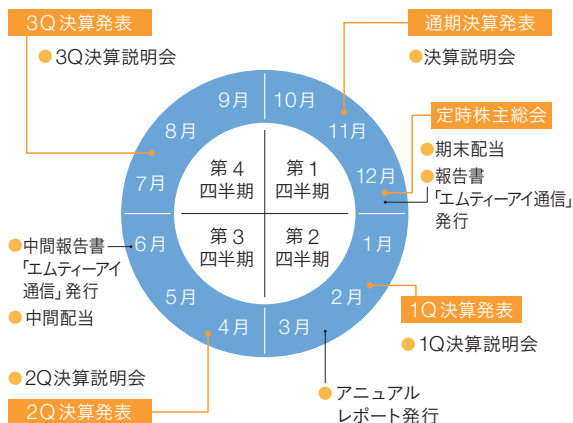 3Q決算発表
●3Q決算説明会
通期決算発表
●決算説明会
定時株主総会
●期末配当
●報告書
「エムティーアイ通信」
発行
9月
10月
8月
11月
7月
12月
第4
四半期
第1
四半期
第3
四半期
第2
四半期
6月
1月
5月
2月
4月
3月
●中間報告書
「エムティーアイ
通信」発行
●中間配当
1Q決算発表
●1Q決算説明会
●2Q決算説明会
2Q決算発表
●アニュアル
レポート発行